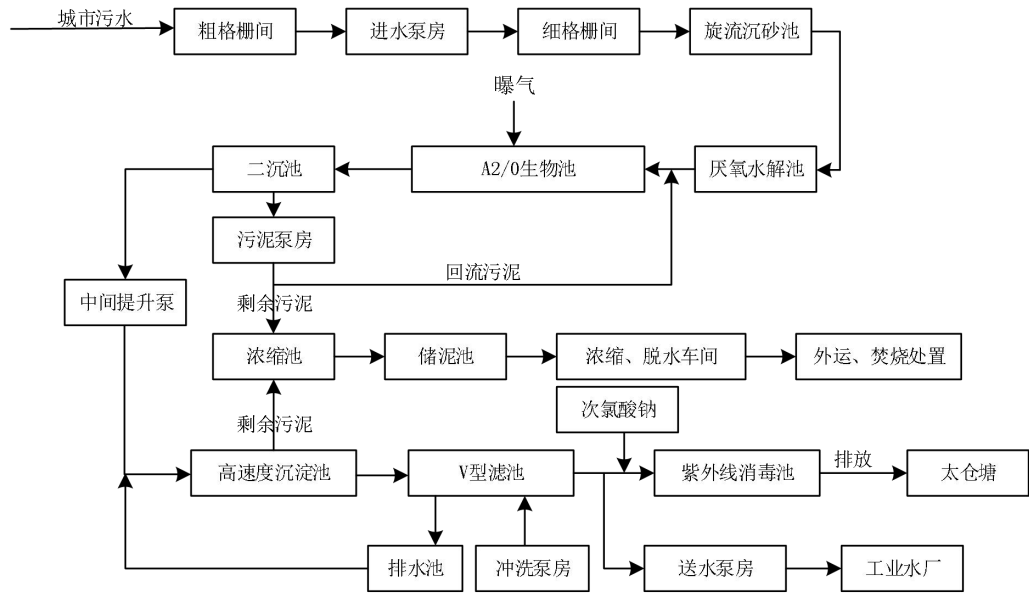 城市污水
粗格栅间
进水泵房
细格栅间
旋流沉砂池
曝气
二沉池
A2/O生物池
厌氧水解池
污泥泵房
回流污泥
中间提升泵
剩余污泥
浓缩池
储泥池
浓缩、脱水车间
外运、焚烧处置
次氯酸钠
剩余污泥
高速度沉淀池
V型滤池
紫外线消毒池
排放
太仓塘
排水池
冲洗泵房
送水泵房
工业水厂